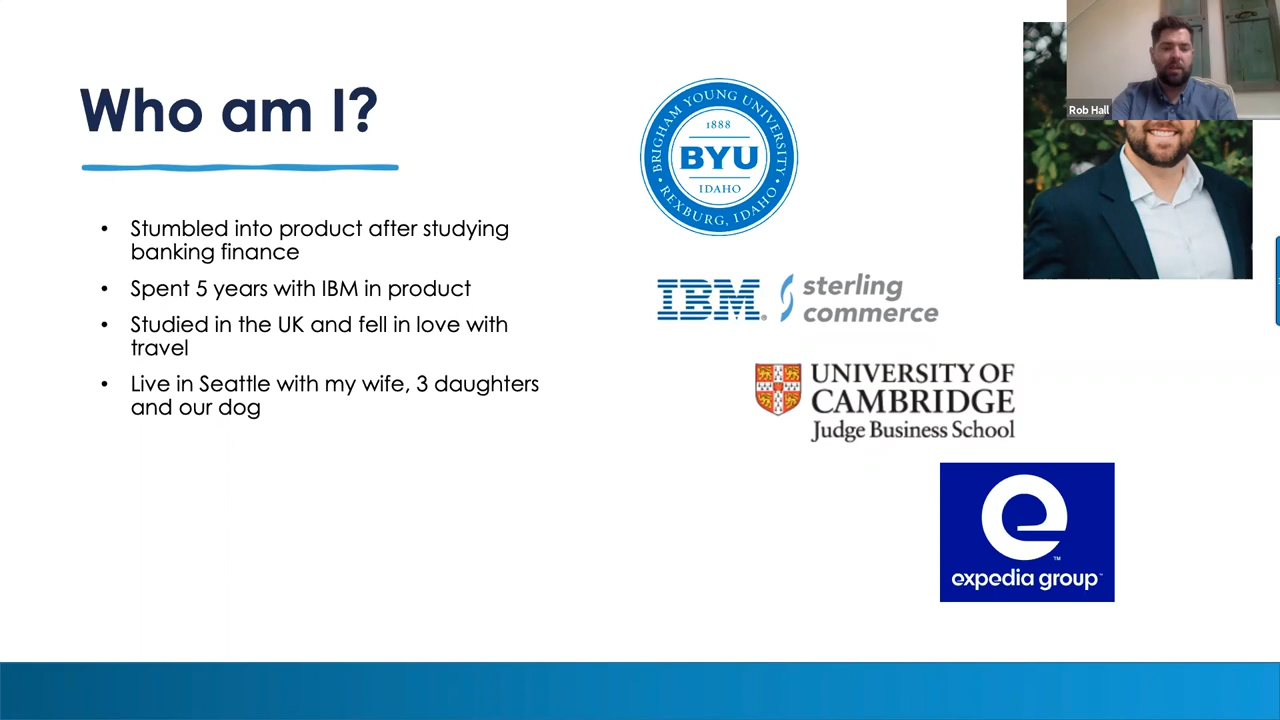 Who am I?
• Stumbled into product after studying
banking finance
• Spent 5 years with IBM in product
• Studied in the UK and fell in love with
travel
• Live in Seattle with my wife, 3 daughters
and our dog
BRIGHAM YOUNG UNIVERSITY
1888
BYU
IDAHO
• REXBURG, IDAHO •
IBM® sterling
commerce
UNIVERSITY OF
CAMBRIDGE
Judge Business School
e™
expedia group™
Rob Hall